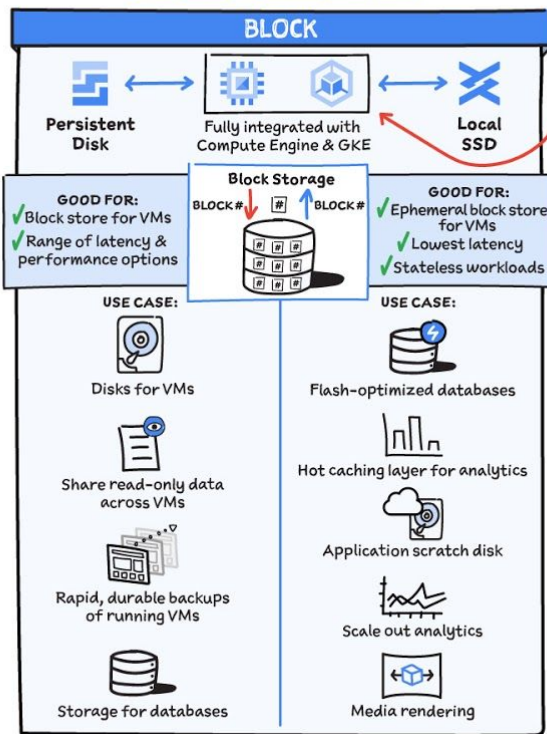 BLOCK
Persistent
Disk
Fully integrated with
Compute Engine & GKE
Local
SSD
GOOD FOR:
Block store for VMs
Range of latency &
performance options
Block Storage
BLOCK#
#
BLOCK#
# # #
# # #
# # #
GOOD FOR:
Ephemeral block store
for VMs
Lowest latency
Stateless workloads
USE CASE:
Disks for VMs
Share read-only data
across VMs
Rapid, durable backups
of running VMs
Storage for databases
USE CASE:
Flash-optimized databases
Hot caching layer for analytics
Application scratch disk
Scale out analytics
Media rendering